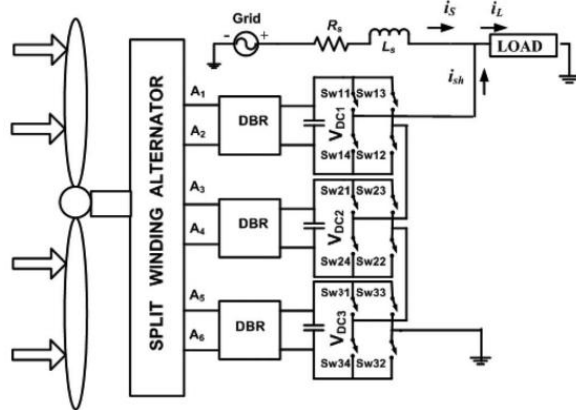 Grid
- +
Rs
Ls
iS
iL
LOAD
ish
SPLIT WINDING ALTERNATOR
A1
A2
DBR
Sw11 Sw13
VDC1
Sw14 Sw12
A3
A4
DBR
Sw21 Sw23
VDC2
Sw24 Sw22
A5
A6
DBR
Sw31 Sw33
VDC3
Sw34 Sw32